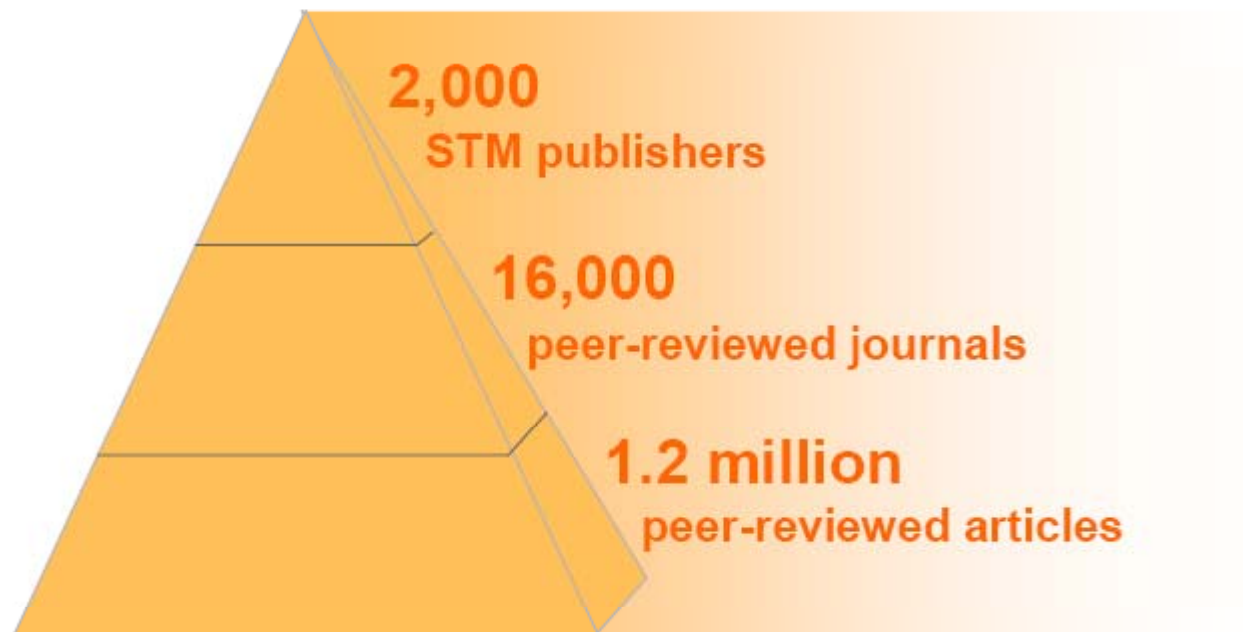 2,000
STM publishers
16,000
peer-reviewed journals
1.2 million
peer-reviewed articles